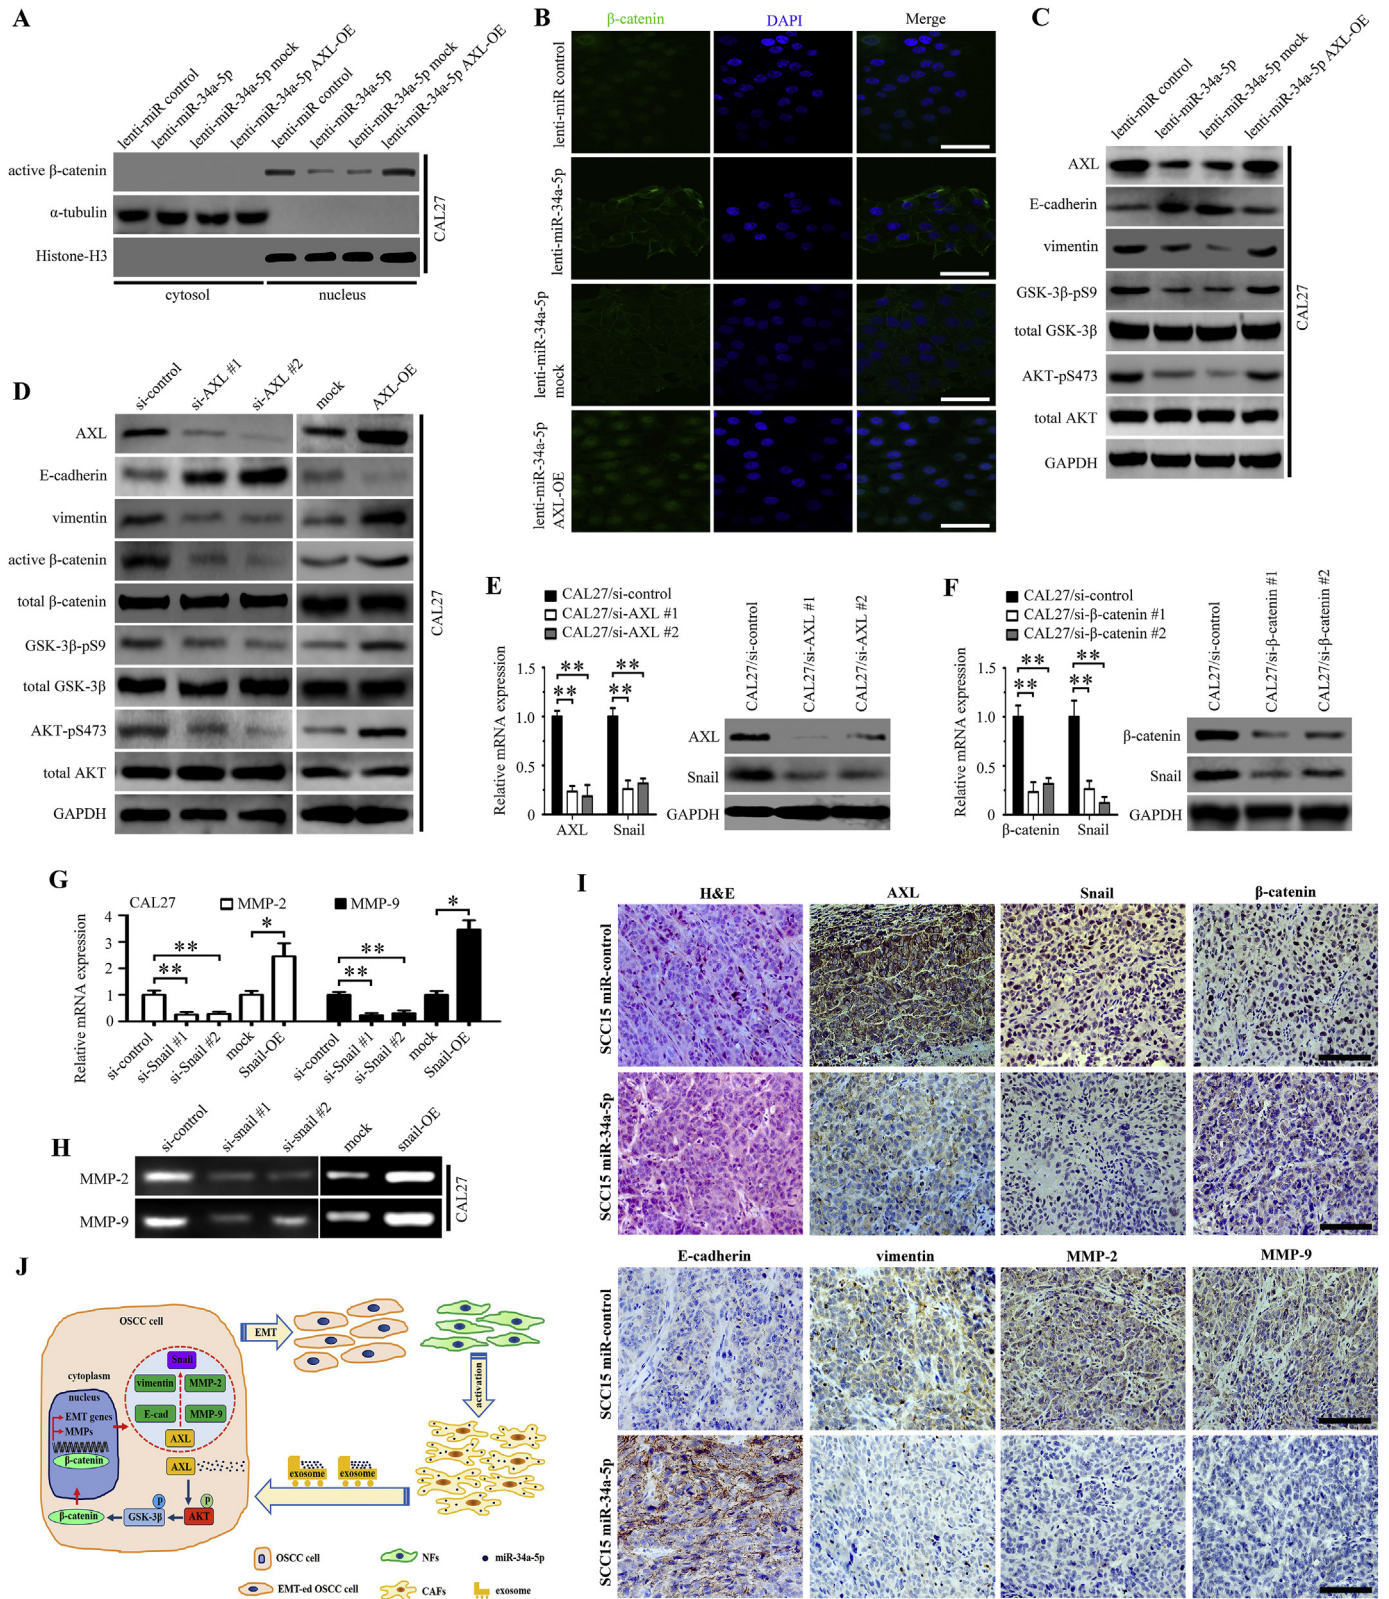 A
lenti-miR control
lenti-miR-34a-5p
lenti-miR-34a-5p mock
lenti-miR-34a-5p AXL-OE
lenti-miR control
lenti-miR-34a-5p
lenti-miR-34a-5p mock
lenti-miR-34a-5p AXL-OE
active β-catenin
α-tubulin
Histone-H3
cytosol
nucleus
CAL27
B
β-catenin
DAPI
Merge
lenti-miR control
lenti-miR-34a-5p
lenti-miR-34a-5p
mock
lenti-miR-34a-5p
AXL-OE
C
lenti-miR control
lenti-miR-34a-5p
lenti-miR-34a-5p mock
lenti-miR-34a-5p AXL-OE
AXL
E-cadherin
vimentin
GSK-3β-pS9
total GSK-3β
AKT-pS473
total AKT
GAPDH
CAL27
D
si-control
si-AXL #1
si-AXL #2
mock
AXL-OE
AXL
E-cadherin
vimentin
active β-catenin
total β-catenin
GSK-3β-pS9
total GSK-3β
AKT-pS473
total AKT
GAPDH
CAL27
E
CAL27/si-control
CAL27/si-AXL #1
CAL27/si-AXL #2
Relative mRNA expression
1.5
1.0
0.5
0
**
**
**
**
AXL
Snail
CAL27/si-control
CAL27/si-AXL #1
CAL27/si-AXL #2
AXL
Snail
GAPDH
F
CAL27/si-control
CAL27/si-β-catenin #1
CAL27/si-β-catenin #2
Relative mRNA expression
1.5
1.0
0.5
0
**
**
**
**
β-catenin
Snail
CAL27/si-control
CAL27/si-β-catenin #1
CAL27/si-β-catenin #2
β-catenin
Snail
GAPDH
G
CAL27
MMP-2
MMP-9
Relative mRNA expression
4
3
2
1
0
**
**
*
**
**
*
si-control
si-Snail #1
si-Snail #2
mock
Snail-OE
si-control
si-Snail #1
si-Snail #2
mock
Snail-OE
H
si-control
si-snail #1
si-snail #2
mock
snail-OE
MMP-2
MMP-9
CAL27
I
H&E
AXL
Snail
β-catenin
SCC15 miR-control
SCC15 miR-34a-5p
E-cadherin
vimentin
MMP-2
MMP-9
SCC15 miR-control
SCC15 miR-34a-5p
J
OSCC cell
Snail
cytoplasm
vimentin
MMP-2
nucleus
EMT genes
MMPs
E-cad
MMP-9
AXL
β-catenin
AXL
p
p
β-catenin
GSK-3β
AKT
EMT
activation
exosome
exosome
OSCC cell
NFs
miR-34a-5p
EMT-ed OSCC cell
CAFs
exosome